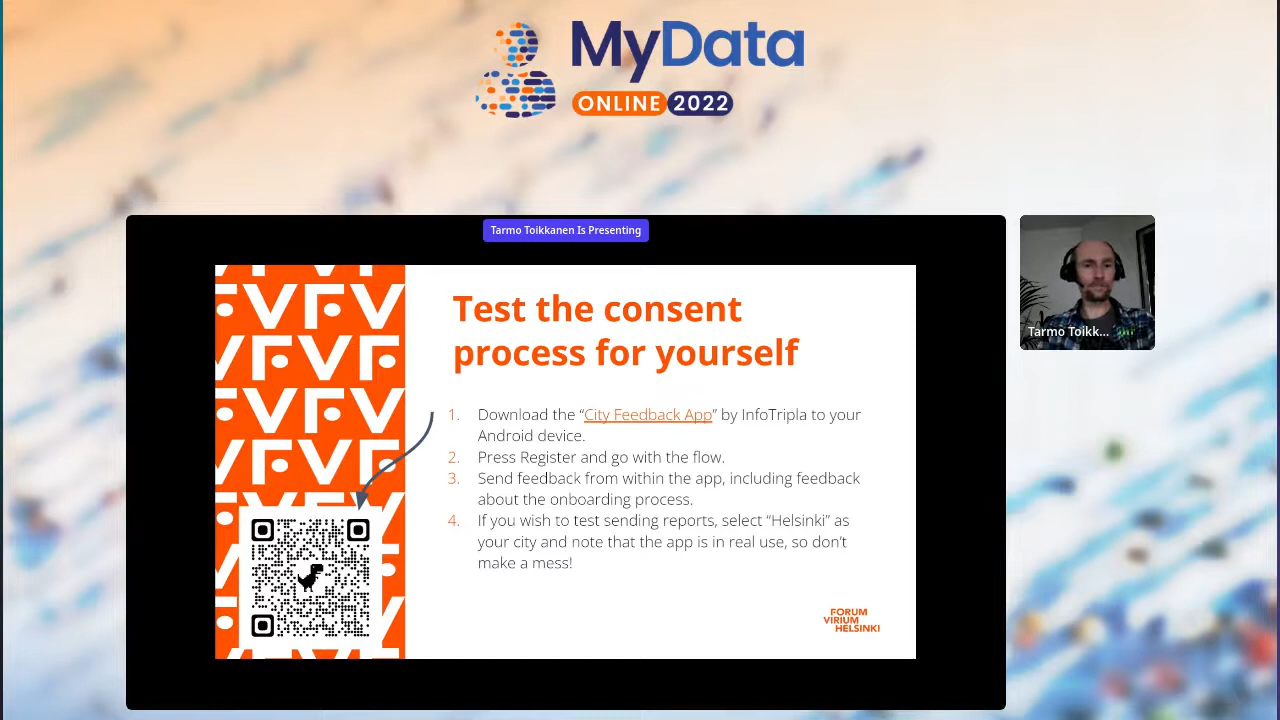 MyData
ONLINE 2022
Tarmo Toikkanen Is Presenting
Test the consent
process for yourself
1. Download the “City Feedback App” by InfoTripla to your
Android device.
2. Press Register and go with the flow.
3. Send feedback from within the app, including feedback
about the onboarding process.
4. If you wish to test sending reports, select “Helsinki” as
your city and note that the app is in real use, so don’t
make a mess!
FORUM
VIRIUM
HELSINKI
Tarmo Toikk...